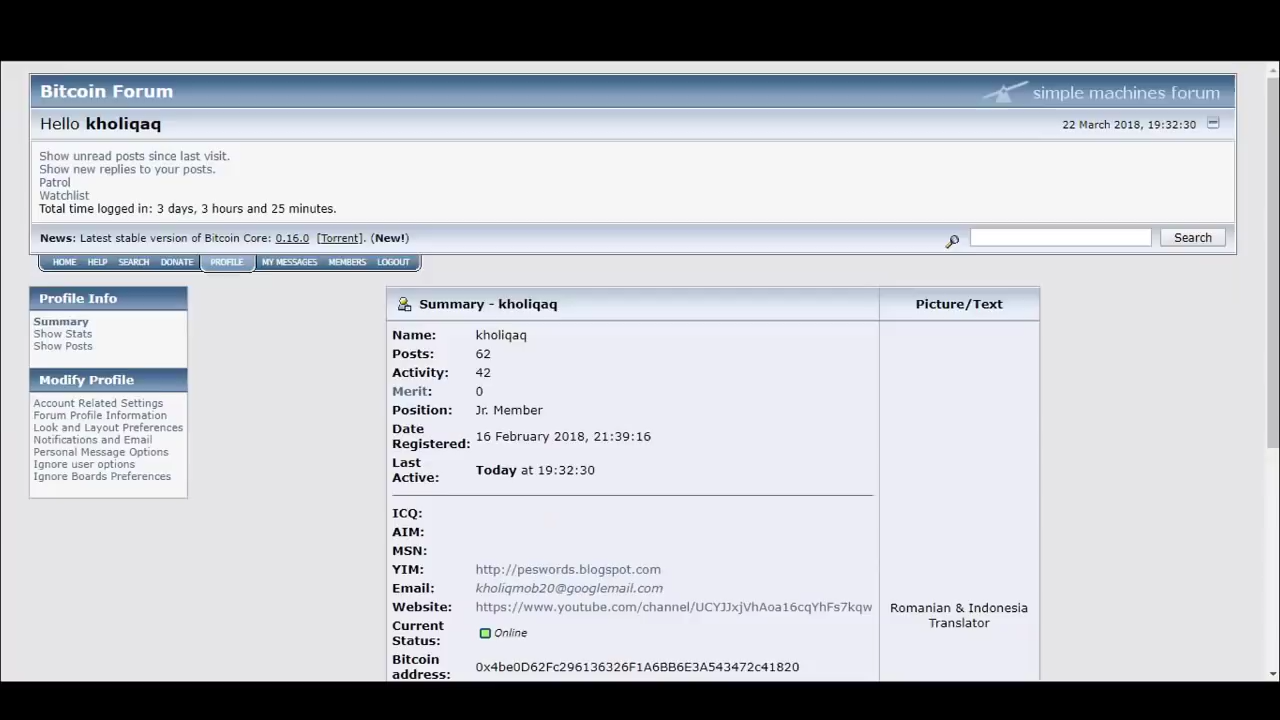 Bitcoin Forum
simple machines forum
Hello kholiqaq
22 March 2018, 19:32:30
Show unread posts since last visit.
Show new replies to your posts.
Patrol
Watchlist
Total time logged in: 3 days, 3 hours and 25 minutes.
News: Latest stable version of Bitcoin Core: 0.16.0 [Torrent]. (New!)
Search
HOME HELP SEARCH DONATE PROFILE MY MESSAGES MEMBERS LOGOUT
Profile Info
Summary
Show Stats
Show Posts
Modify Profile
Account Related Settings
Forum Profile Information
Look and Layout Preferences
Notifications and Email
Personal Message Options
Ignore user options
Ignore Boards Preferences
Summary - kholiqaq
Picture/Text
Name: kholiqaq
Posts: 62
Activity: 42
Merit: 0
Position: Jr. Member
Date
Registered: 16 February 2018, 21:39:16
Last
Active: Today at 19:32:30
ICQ:
AIM:
MSN:
YIM: http://peswords.blogspot.com
Email: kholiqmob20@googlemail.com
Website: https://www.youtube.com/channel/UCYJJxjVhAoa16cqYhFs7kqw
Current
Status: Online
Bitcoin
address: 0x4be0D62Fc296136326F1A6BB6E3A543472c41820
Romanian & Indonesia
Translator